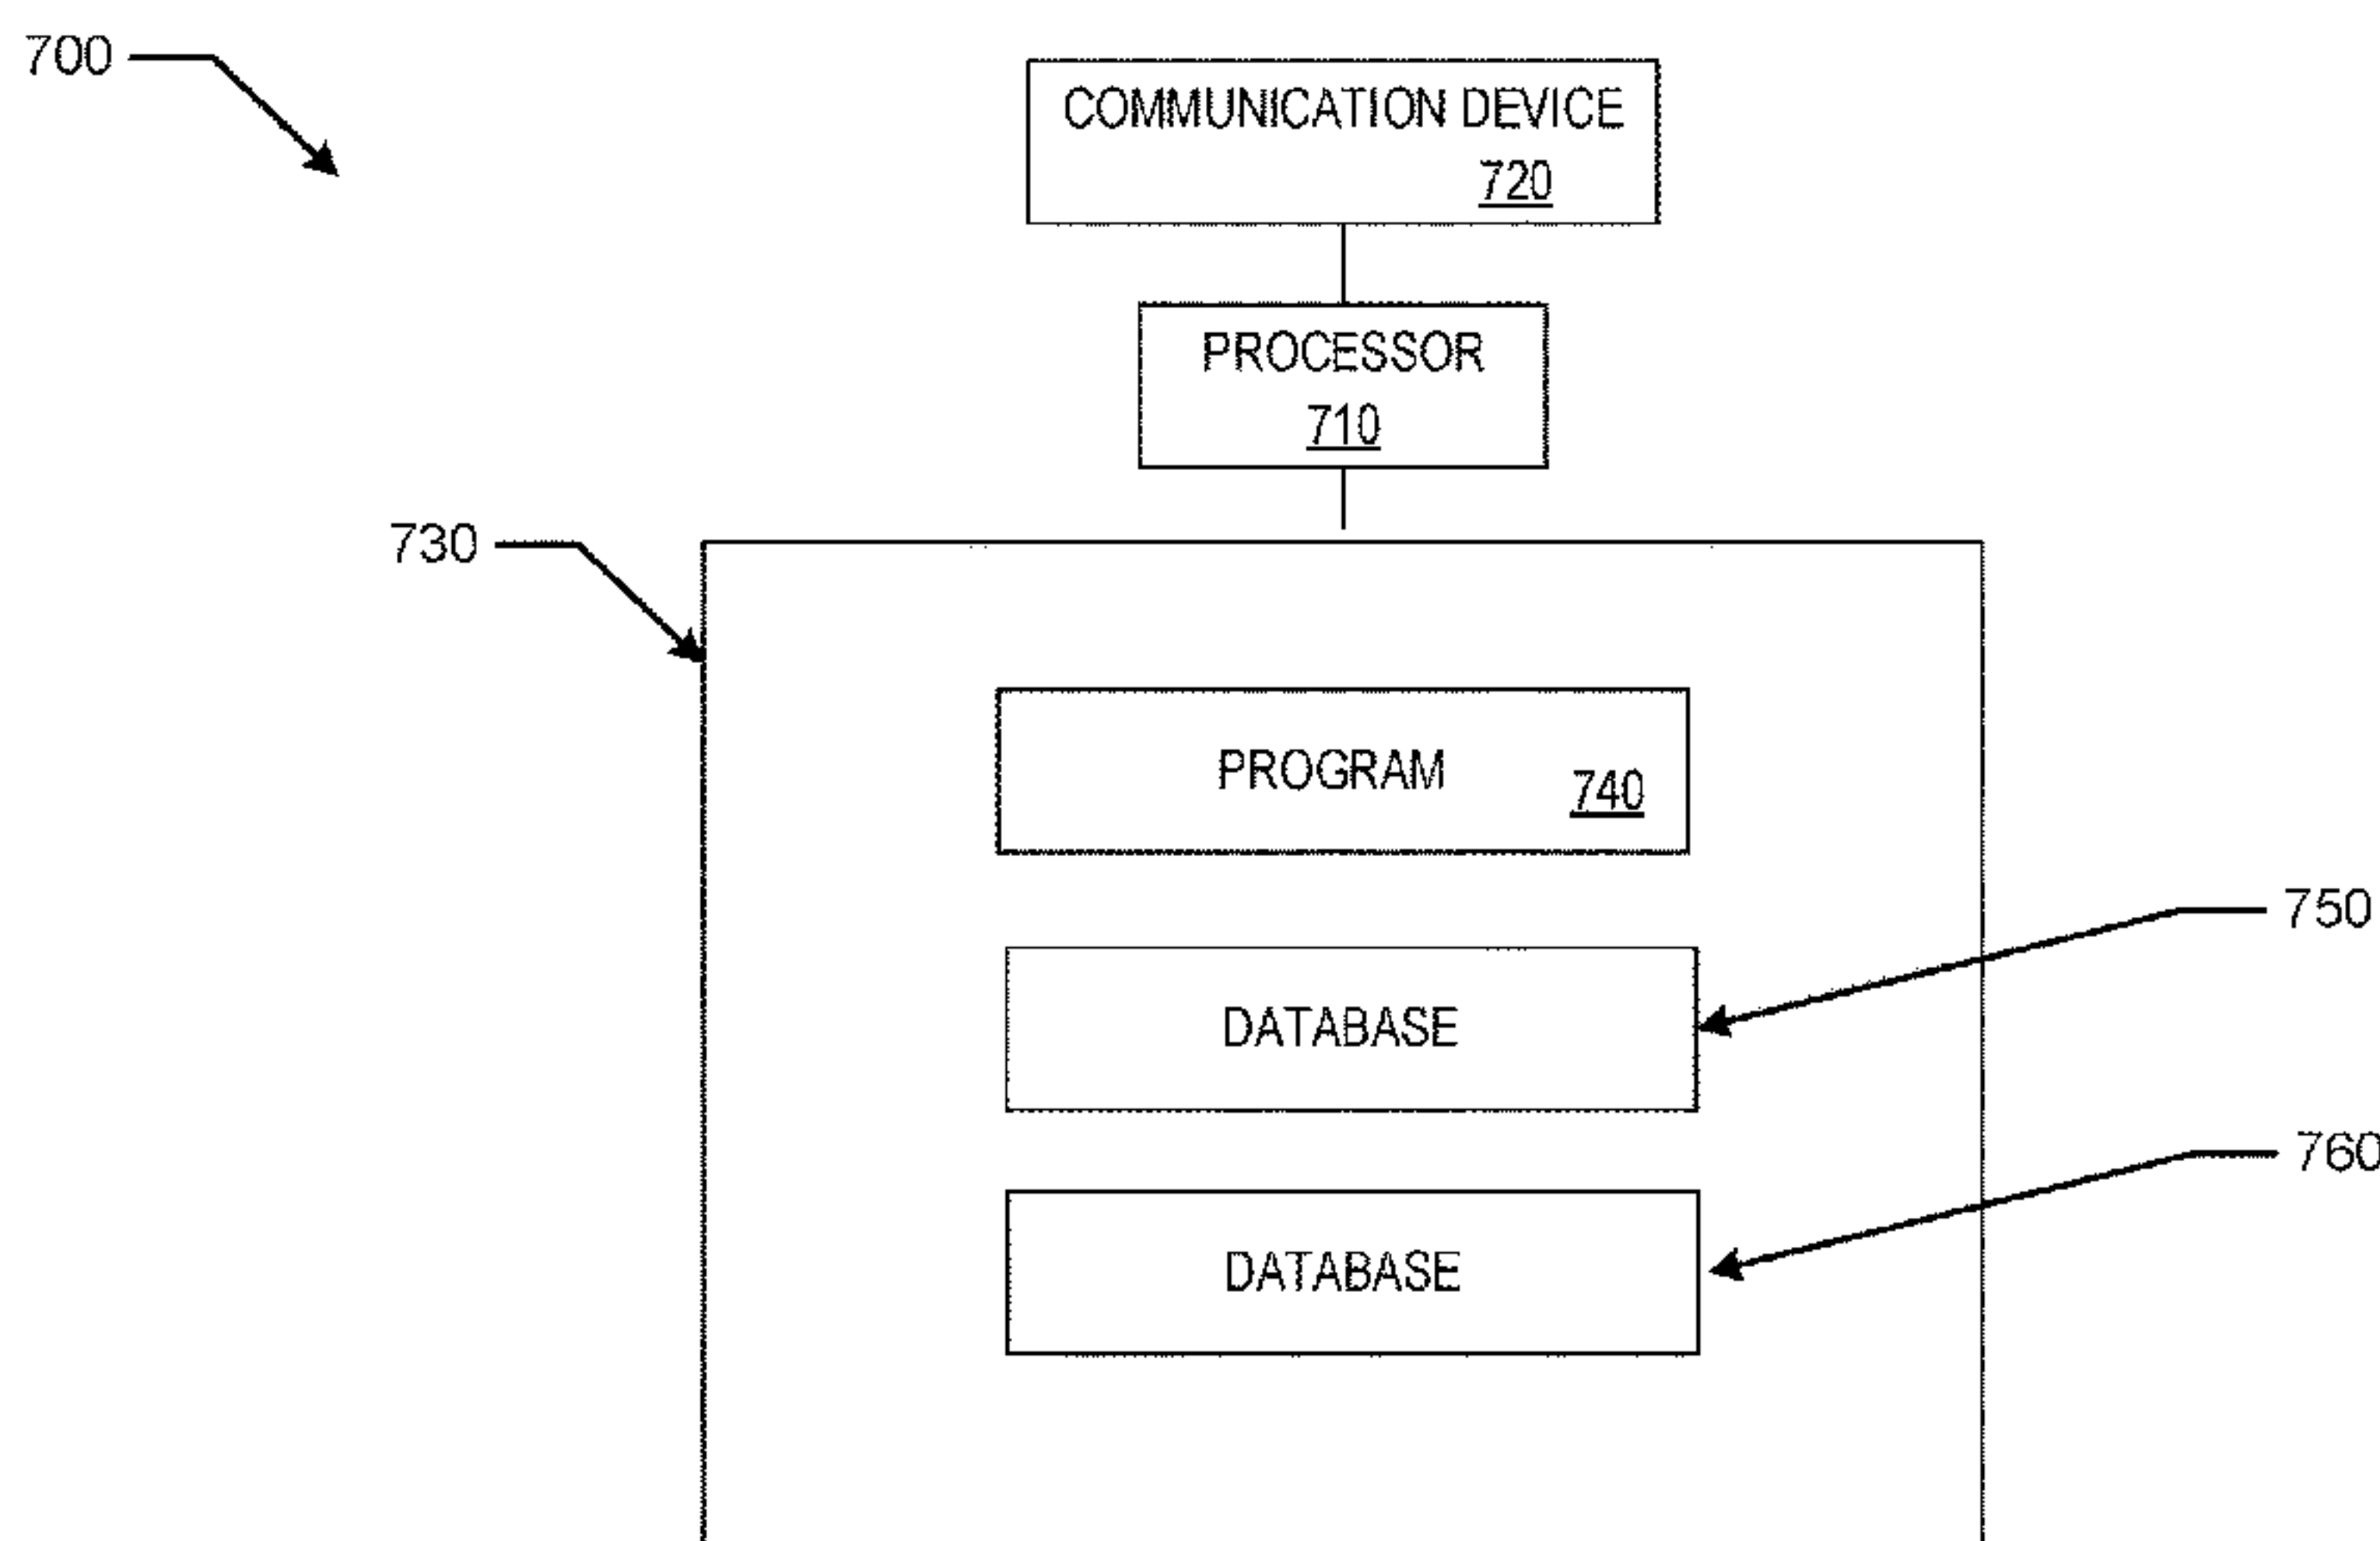 700
COMMUNICATION DEVICE
720
PROCESSOR
710
730
PROGRAM
740
750
DATABASE
760
DATABASE